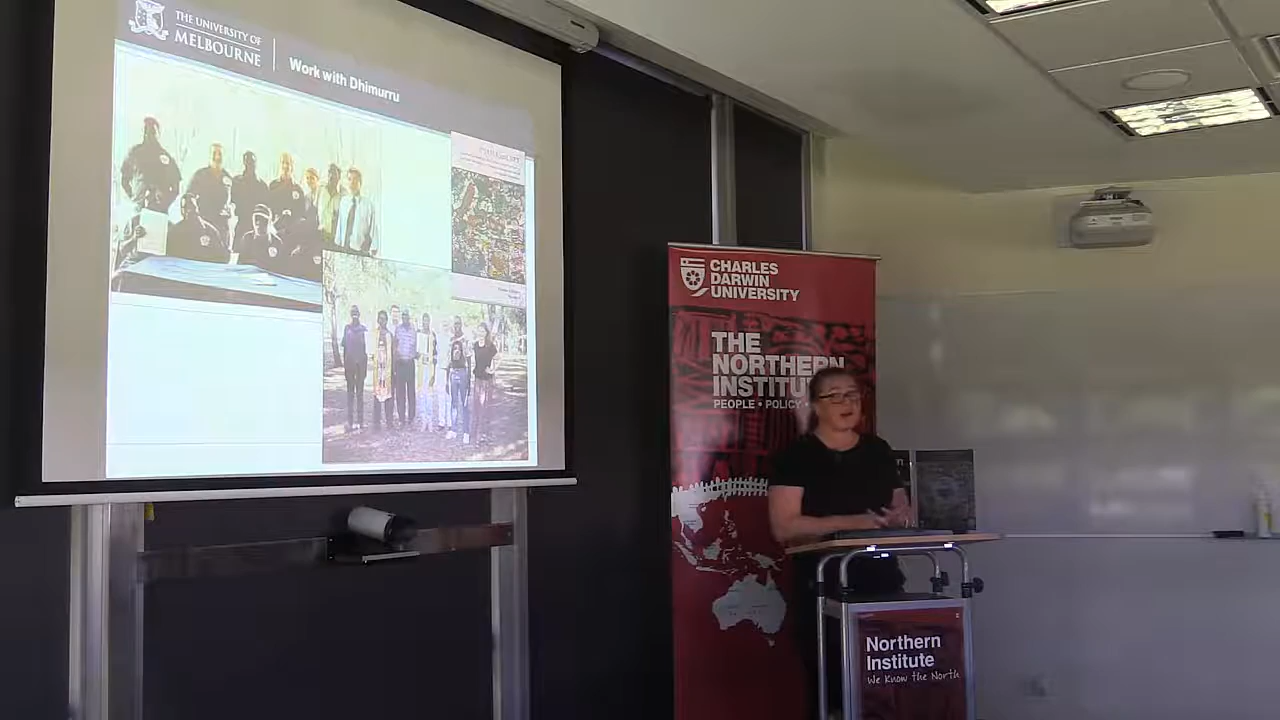 THE UNIVERSITY OF
MELBOURNE
Work with Dhimurru
CHARLES
DARWIN
UNIVERSITY
THE
NORTHERN
PEOPLE • POLICY •
Northern
Institute
We Know the North